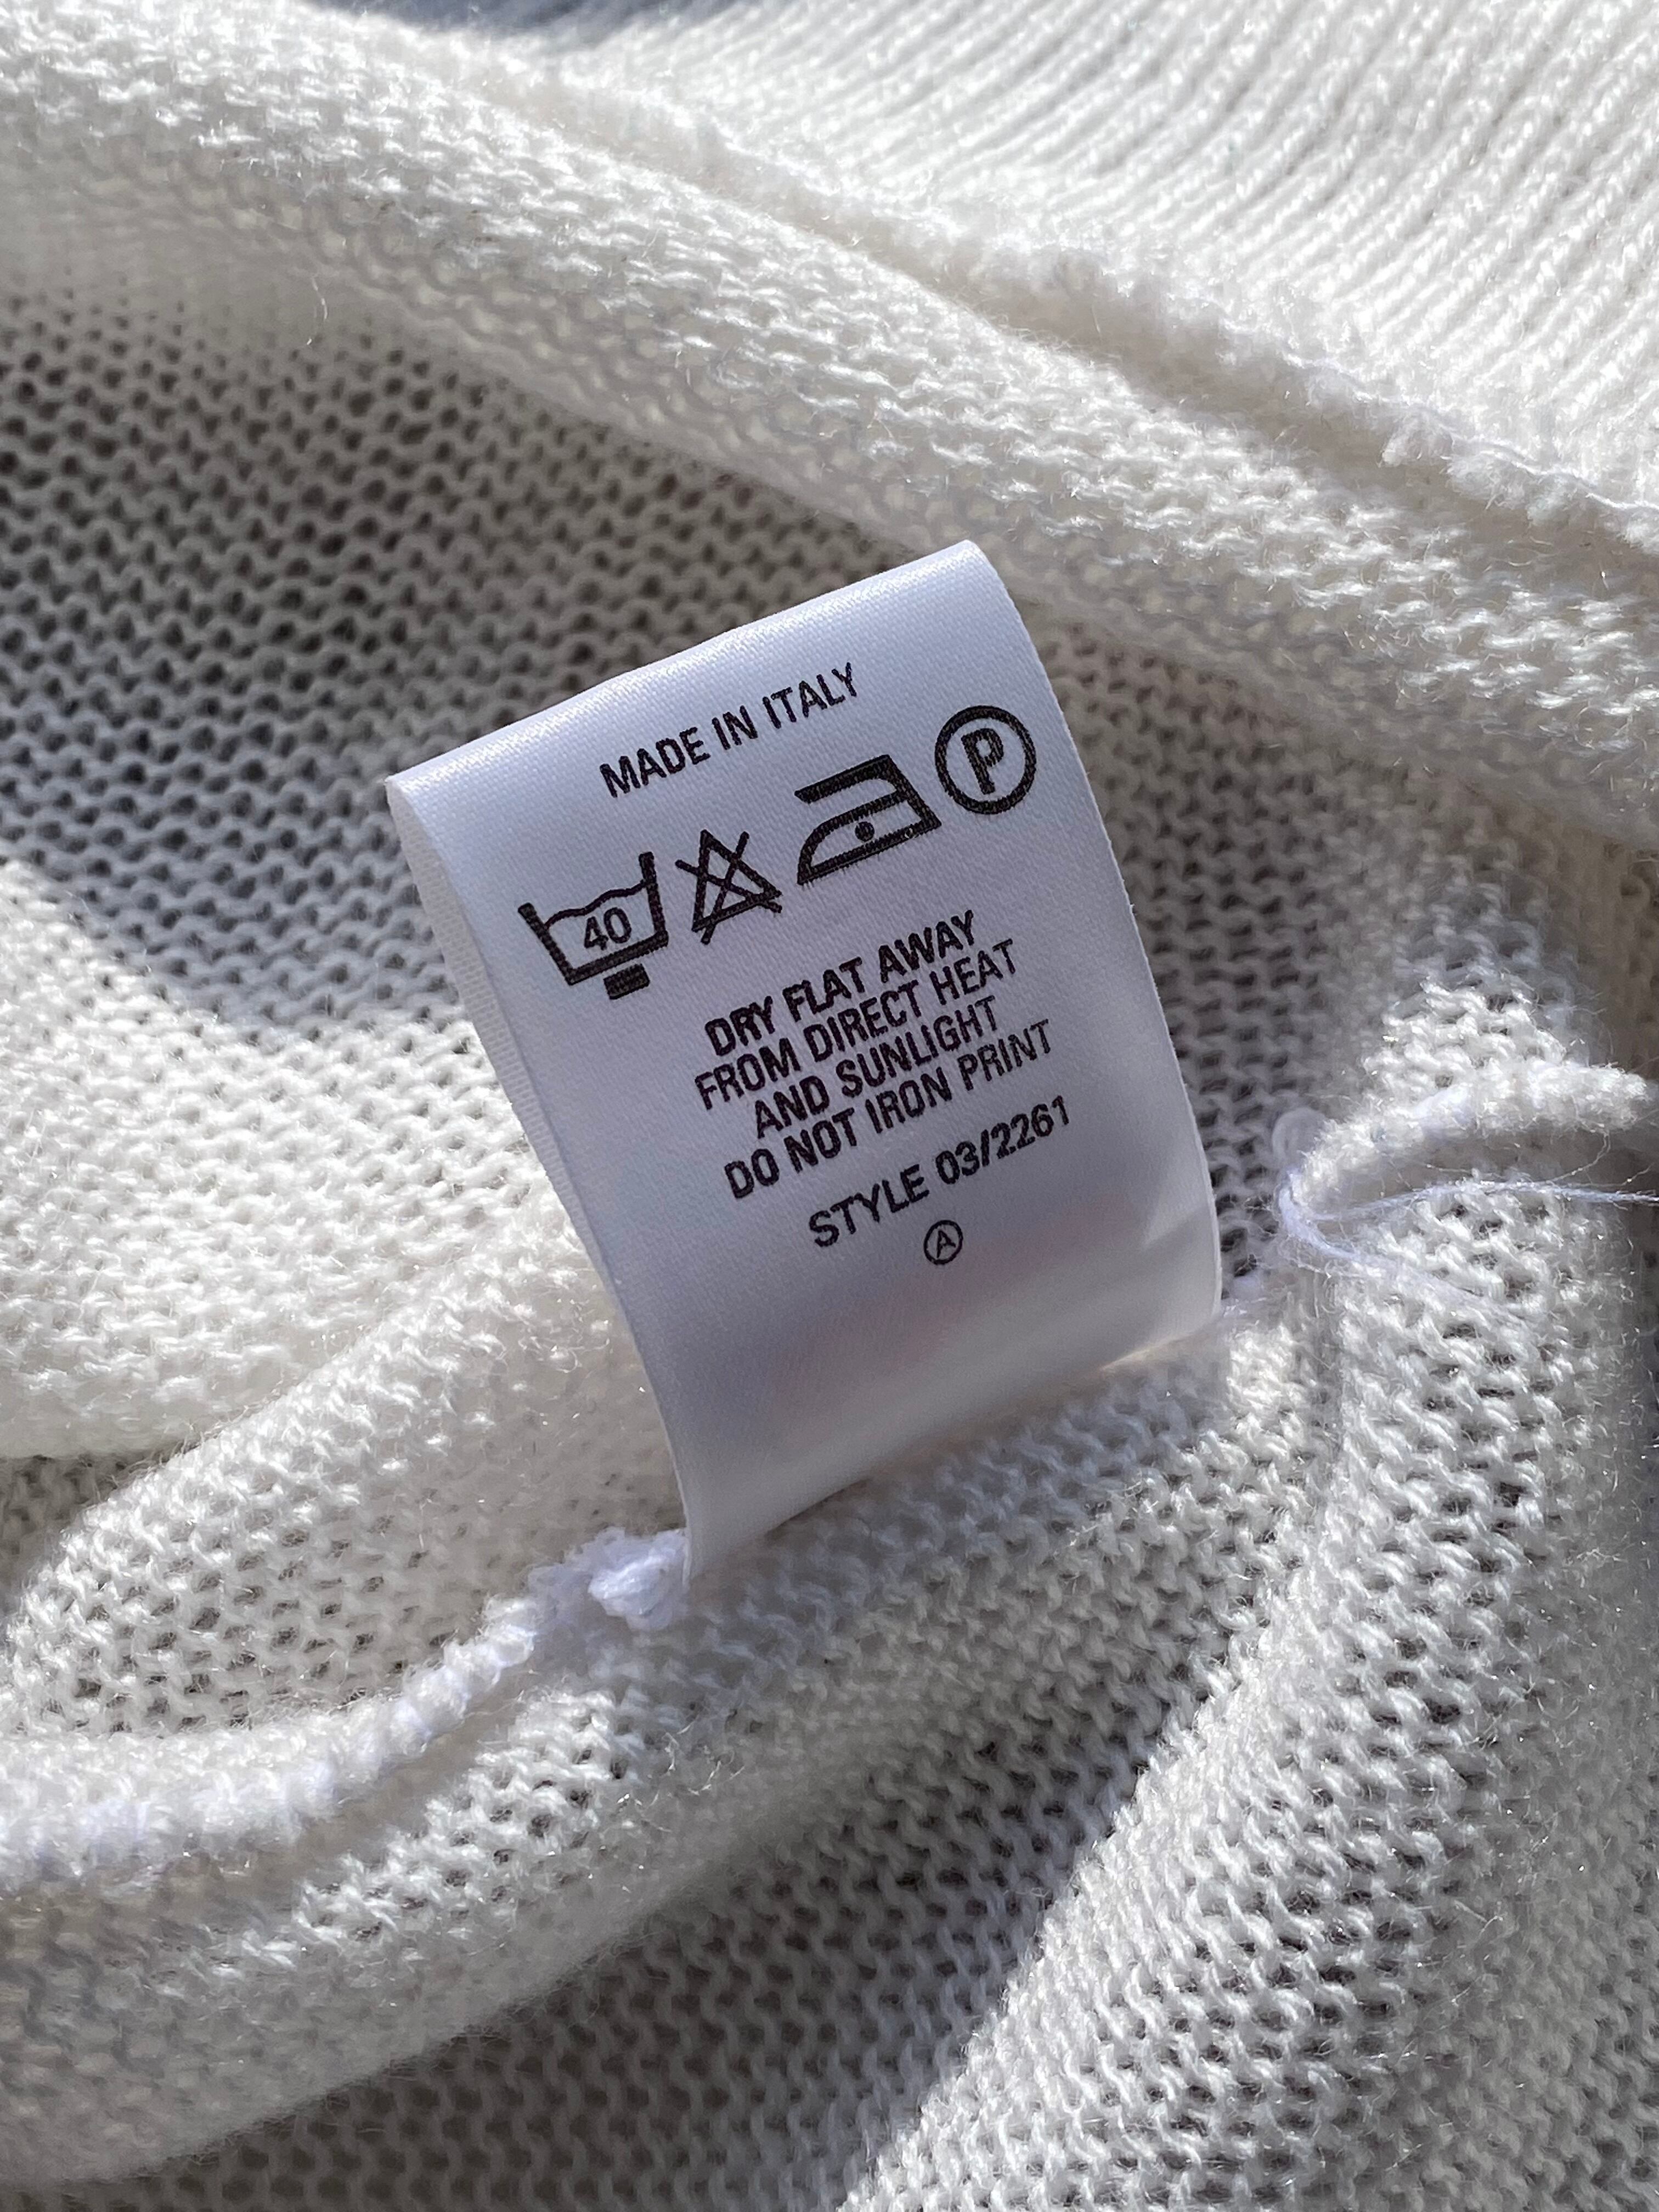 MADE IN ITALY
40
P
DRY FLAT AWAY
FROM DIRECT HEAT
AND SUNLIGHT
DO NOT IRON PRINT
STYLE 03/2261
A